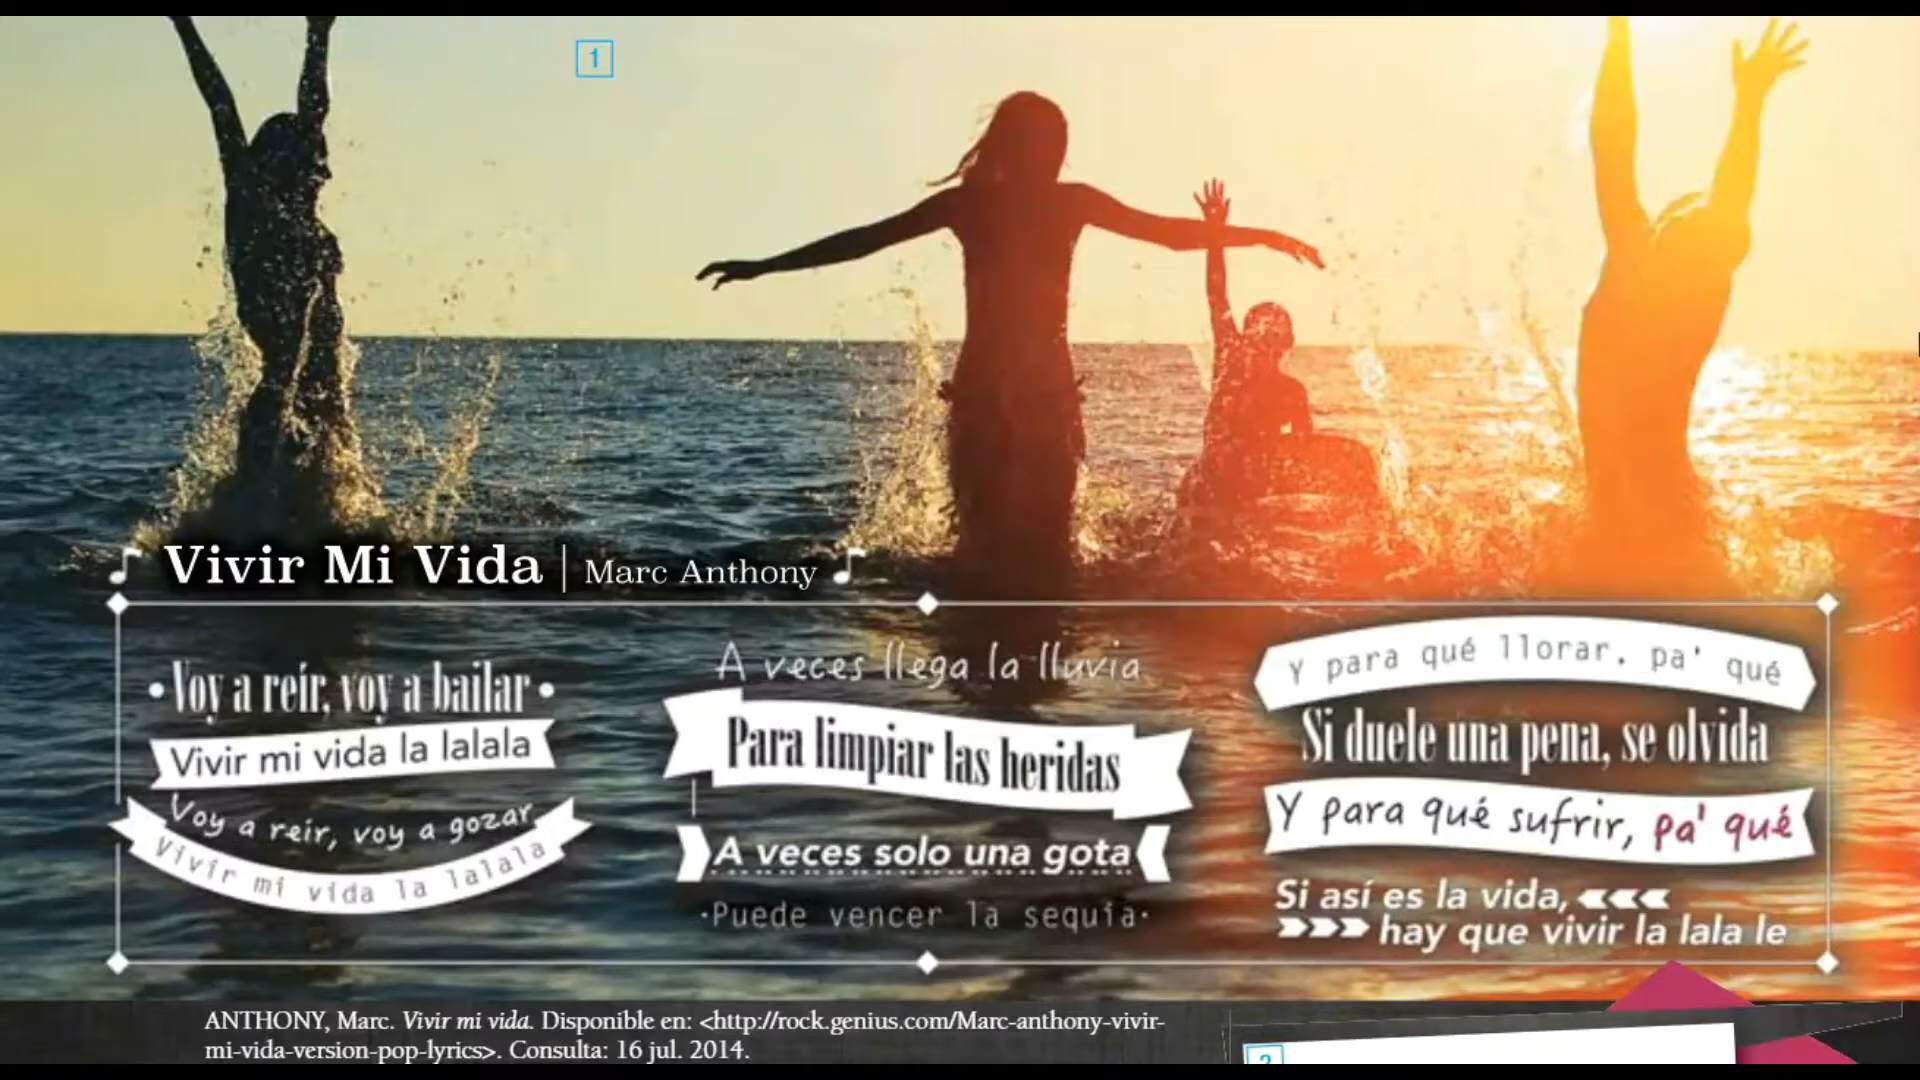 1
Vivir Mi Vida | Marc Anthony
Voy a reír, voy a bailar
Vivir mi vida la lalala
Voy a reír, voy a gozar
Vivir mi vida la lalala
A veces llega la lluvia
Para limpiar las heridas
A veces solo una gota
Puede vencer la sequía
Y para qué llorar, pa' qué
Si duele una pena, se olvida
Y para qué sufrir, pa' qué
Si así es la vida,
hay que vivir la lala le
ANTHONY, Marc. Vivir mi vida. Disponible en: <http://rock.genius.com/Marc-anthony-vivir-
mi-vida-version-pop-lyrics>. Consulta: 16 jul. 2014.
2